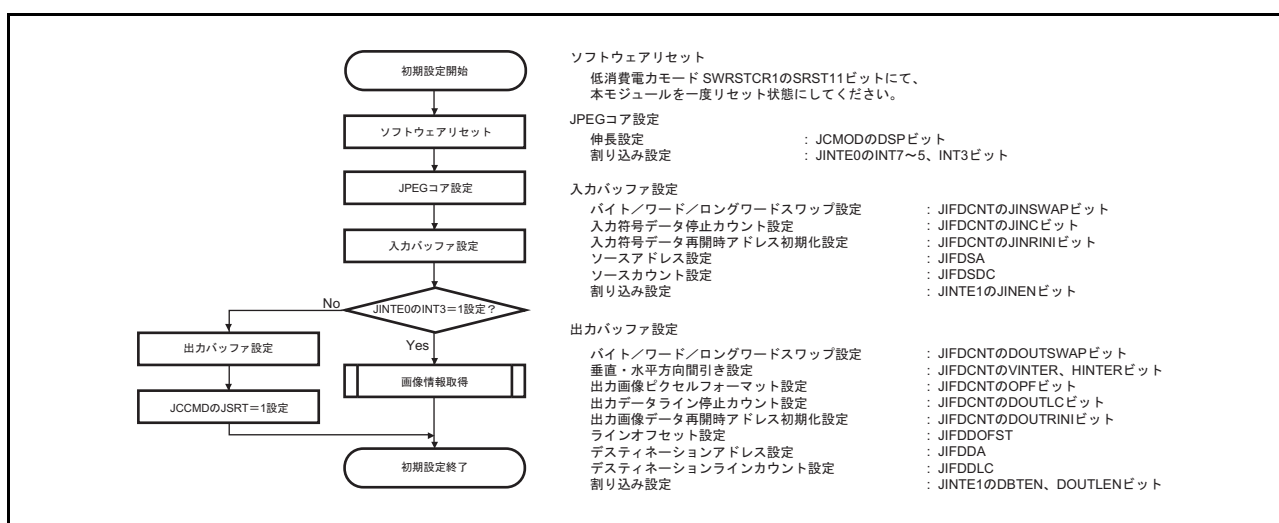 初期設定開始
ソフトウェアリセット
JPEGコア設定
入力バッファ設定
JINTE0のINT3=1設定?
No
Yes
出力バッファ設定
JCCMDのJSRT=1設定
画像情報取得
初期設定終了
ソフトウェアリセット
低消費電力モード SWRSTCR1のSRST11ビットにて、
本モジュールを一度リセット状態にしてください。
JPEGコア設定
伸長設定 : JCMODのDSPビット
割り込み設定 : JINTE0のINT7~5、INT3ビット
入力バッファ設定
バイト/ワード/ロングワードスワップ設定 : JIFDCNTのJINSWAPビット
入力符号データ停止カウント設定 : JIFDCNTのJINCビット
入力符号データ再開時アドレス初期化設定 : JIFDCNTのJINRINIビット
ソースアドレス設定 : JIFDSA
ソースカウント設定 : JIFDSDC
割り込み設定 : JINTE1のJINENビット
出力バッファ設定
バイト/ワード/ロングワードスワップ設定 : JIFDCNTのDOUTSWAPビット
垂直・水平方向間引き設定 : JIFDCNTのVINTER、HINTERビット
出力画像ピクセルフォーマット設定 : JIFDCNTのOPFビット
出力データライン停止カウント設定 : JIFDCNTのDOUTLCビット
出力画像データ再開時アドレス初期化設定 : JIFDCNTのDOUTRINIビット
ラインオフセット設定 : JIFDDOFST
デスティネーションアドレス設定 : JIFDDA
デスティネーションラインカウント設定 : JIFDDLC
割り込み設定 : JINTE1のDBTEN、DOUTLENビット